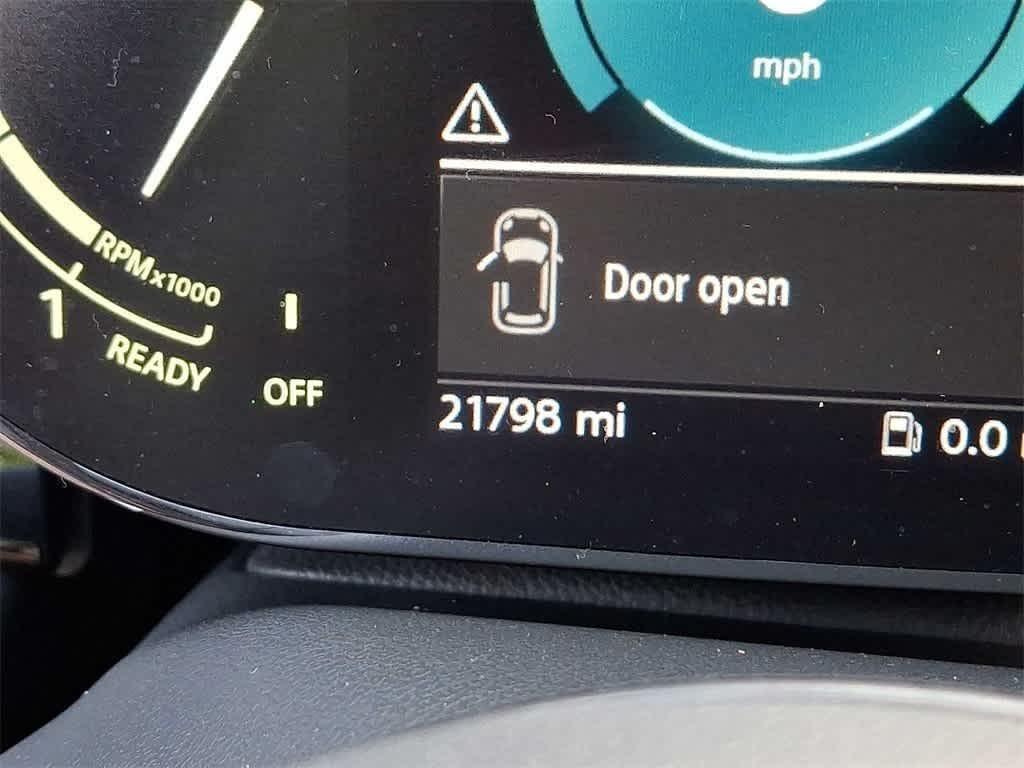 mph
Door open
RPMx1000
1
READY
OFF
21798 mi
0.0